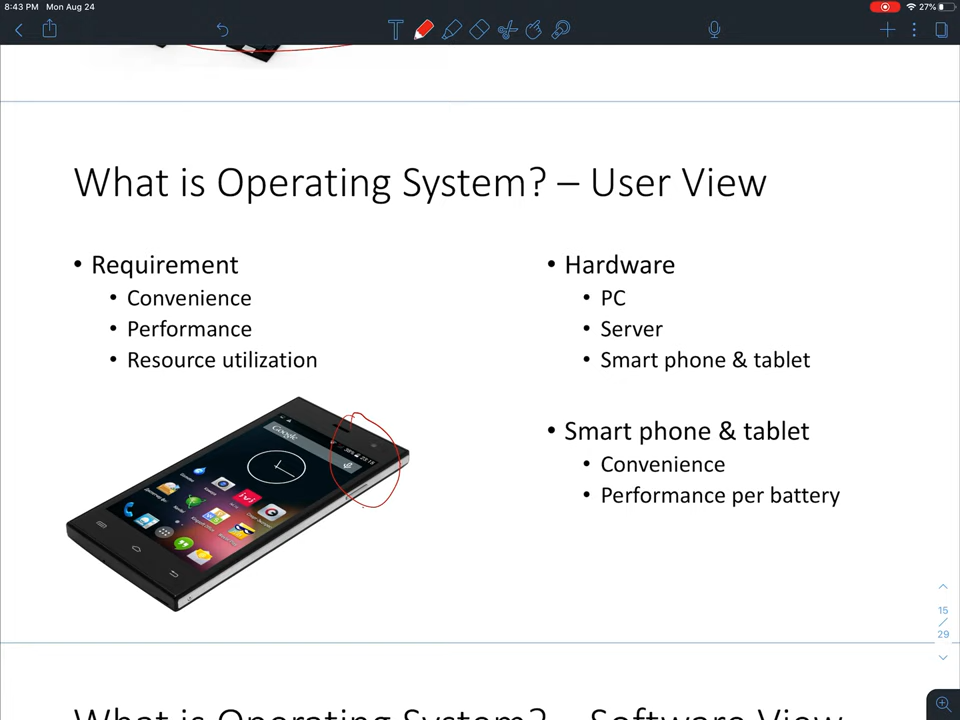 8:43 PM Mon Aug 24
27%
T
What is Operating System? – User View
• Requirement
• Convenience
• Performance
• Resource utilization
• Hardware
• PC
• Server
• Smart phone & tablet
Google
ivi
• Smart phone & tablet
• Convenience
• Performance per battery
15
/
29
What is Operating System? – Software View